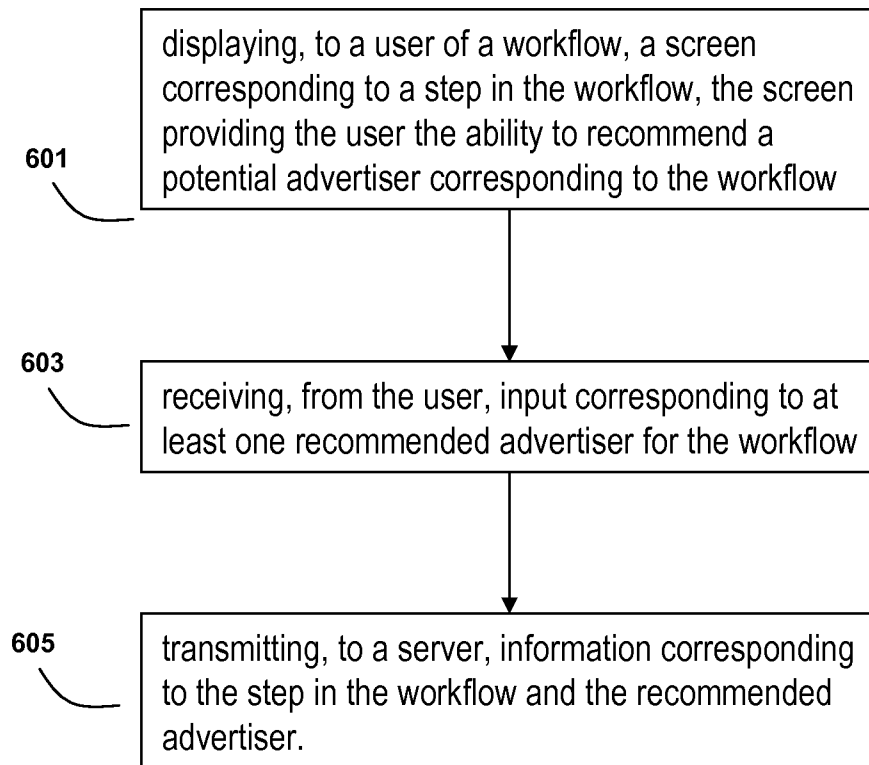 displaying, to a user of a workflow, a screen
corresponding to a step in the workflow, the screen
providing the user the ability to recommend a
potential advertiser corresponding to the workflow
601
603
receiving, from the user, input corresponding to at
least one recommended advertiser for the workflow
605
transmitting, to a server, information corresponding
to the step in the workflow and the recommended
advertiser.